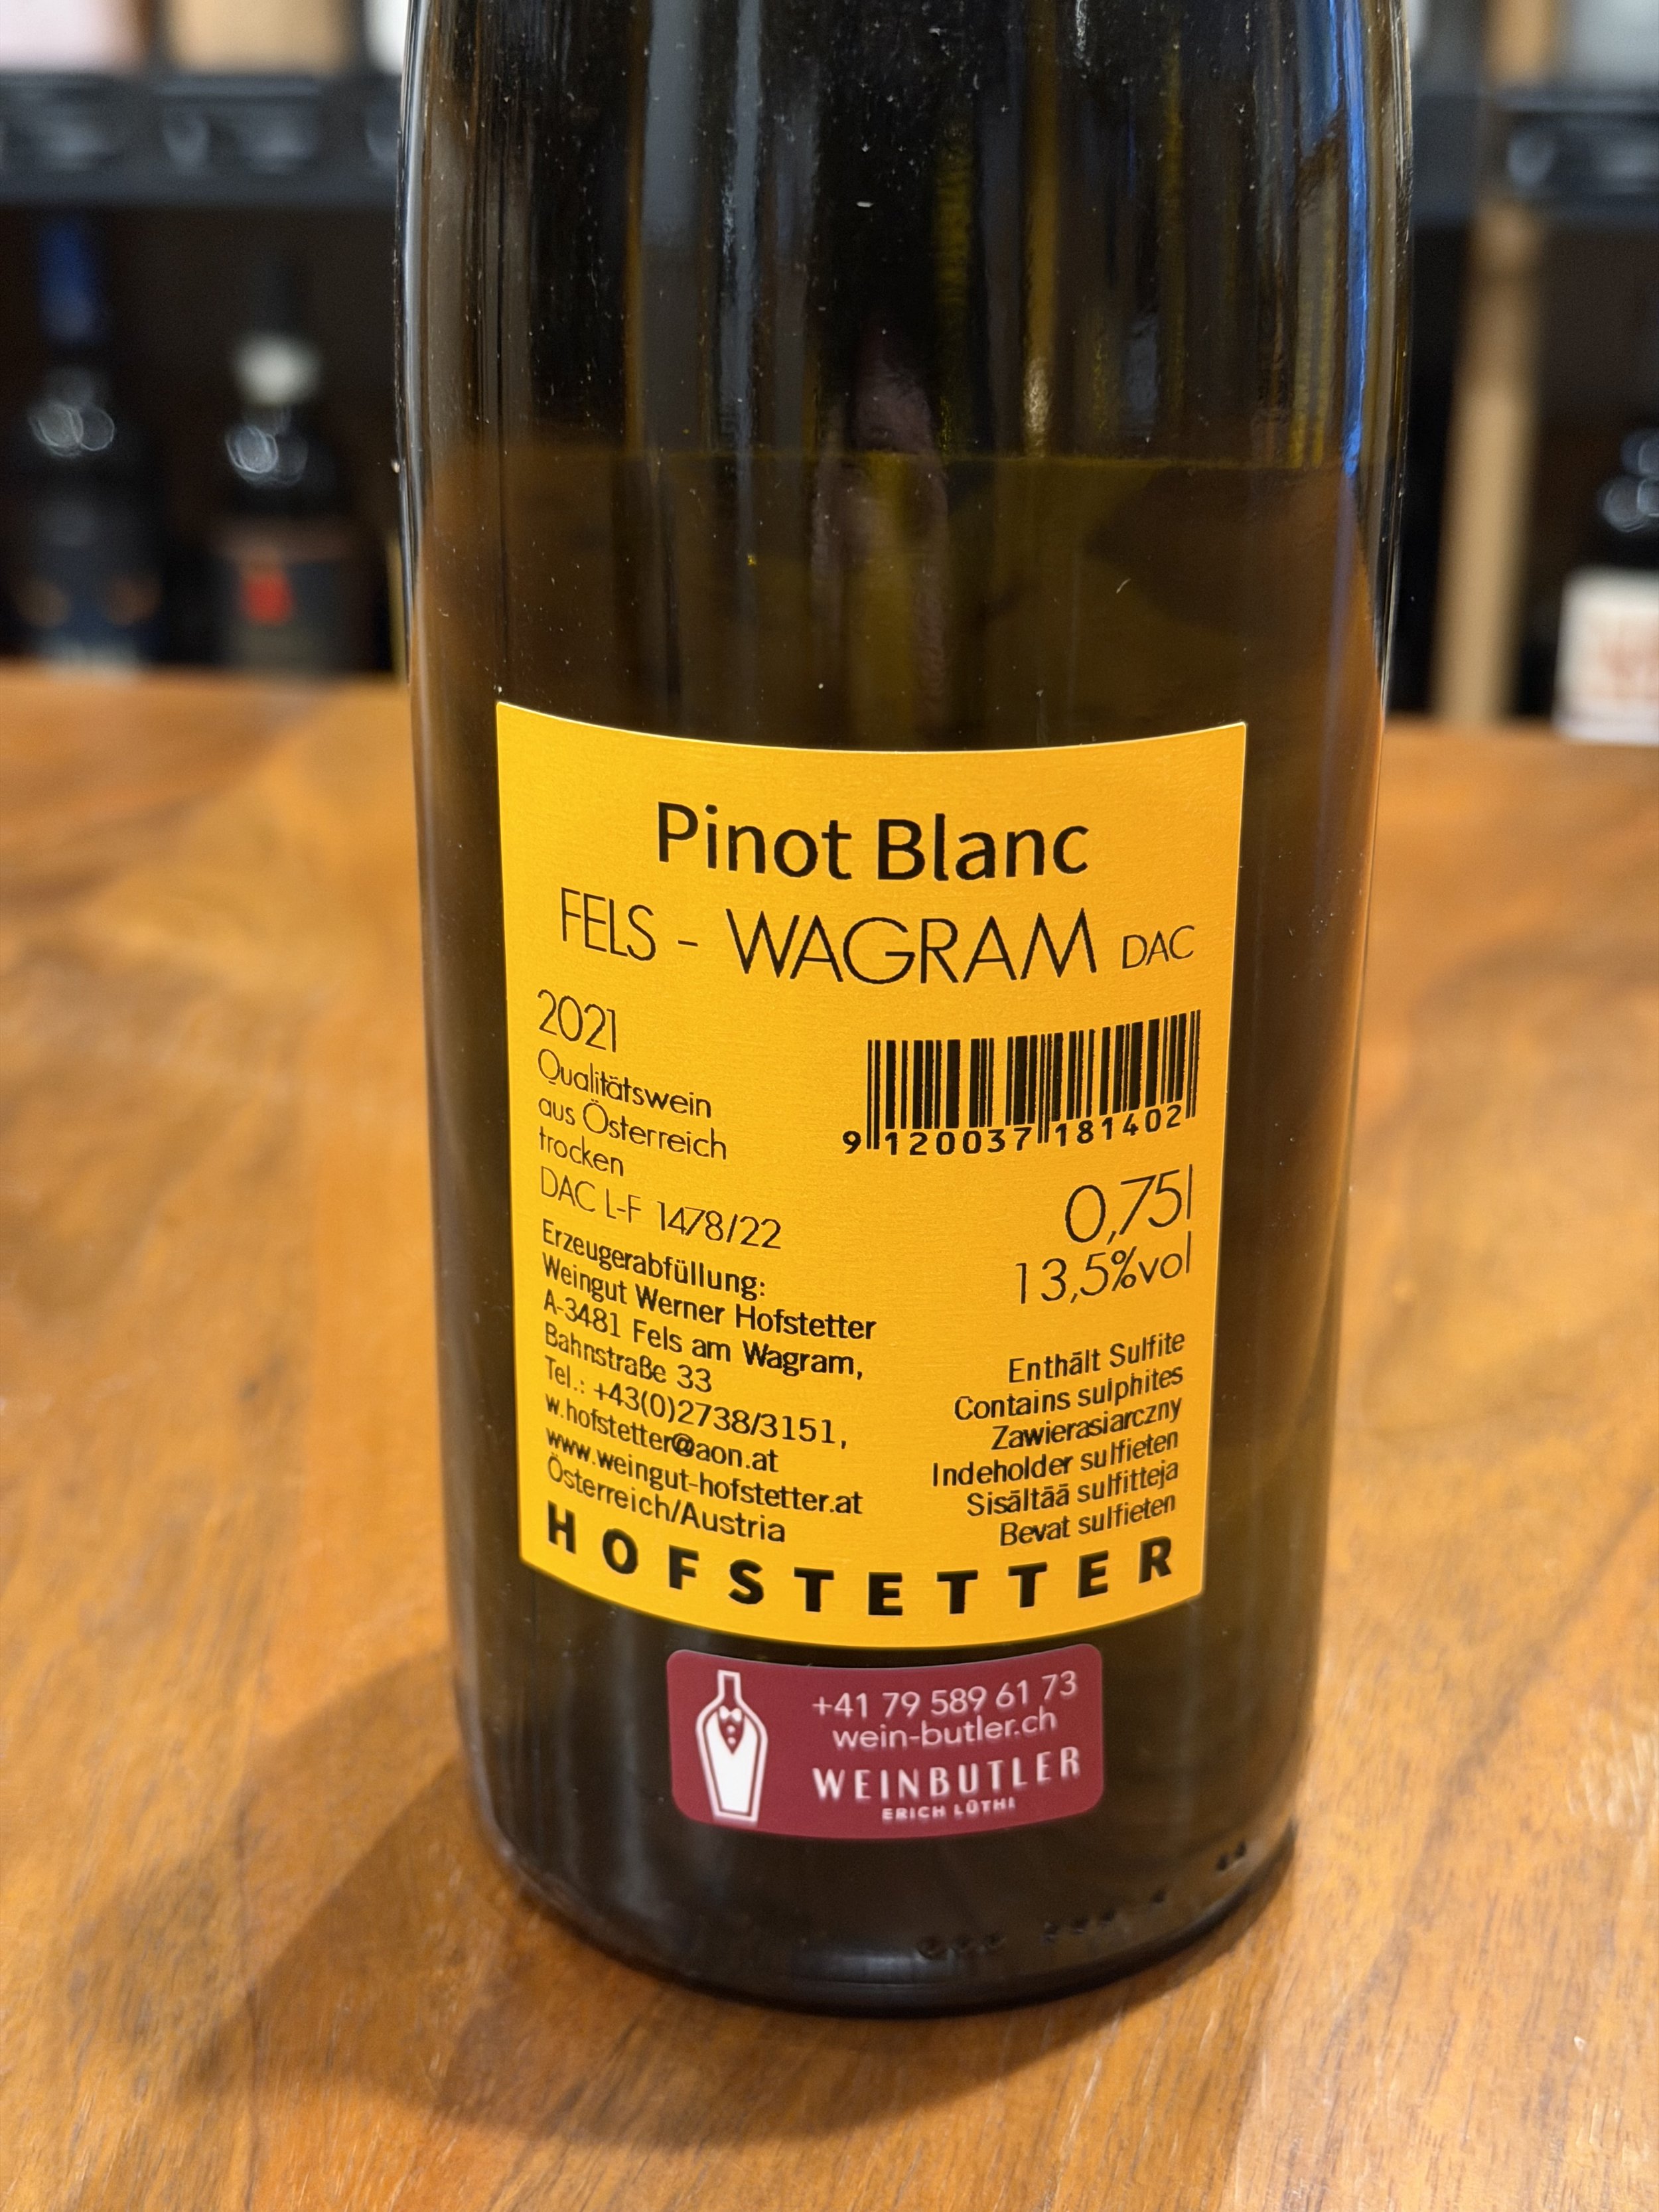 Pinot Blanc
FELS - WAGRAM DAC
2021
Qualitätswein
aus Österreich
trocken
DAC L-F 1478/22
Erzeugerabfüllung:
Weingut Werner Hofstetter
A-3481 Fels am Wagram,
Bahnstraße 33
Tel.: +43(0)2738/3151,
w.hofstetter@aon.at
www.weingut-hofstetter.at
Österreich/Austria
9 120037 181402
0,75l
13,5%vol
Enthält Sulfite
Contains sulphites
Zawierasiarczny
Indeholder sulfieten
Sisältää sulfitteja
Bevat sulfieten
HOFSTETTER
+41 79 589 61 73
wein-butler.ch
WEINBUTLER
ERICH LÜTHI